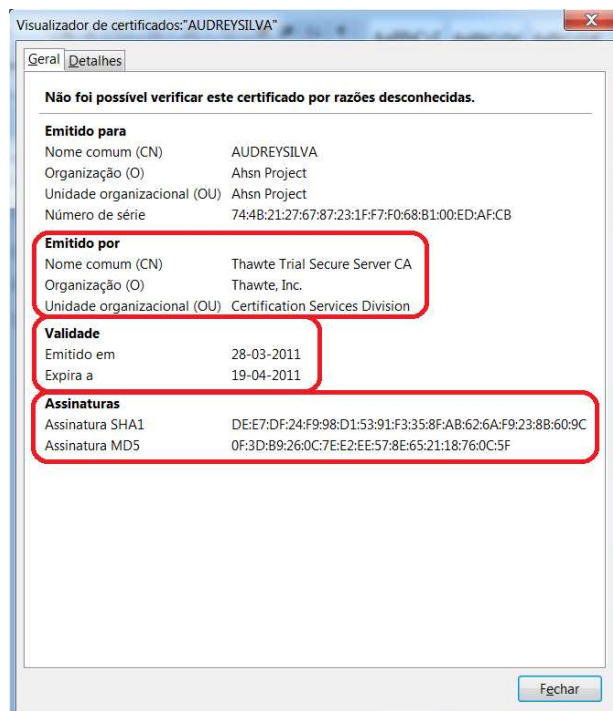 Visualizador de certificados:"AUDREYSILVA"
Geral Detalhes
Não foi possível verificar este certificado por razões desconhecidas.
Emitido para
Nome comum (CN) AUDREYSILVA
Organização (O) Ahsn Project
Unidade organizacional (OU) Ahsn Project
Número de série 74:4B:21:27:67:87:23:1F:F7:F0:68:B1:00:ED:AF:CB
Emitido por
Nome comum (CN) Thawte Trial Secure Server CA
Organização (O) Thawte, Inc.
Unidade organizacional (OU) Certification Services Division
Validade
Emitido em 28-03-2011
Expira a 19-04-2011
Assinaturas
Assinatura SHA1 DE:E7:DF:24:F9:98:D1:53:91:F3:35:8F:AB:62:6A:F9:23:8B:60:9C
Assinatura MD5 0F:3D:B9:26:0C:7E:E2:EE:57:8E:65:21:18:76:0C:5F
Fechar